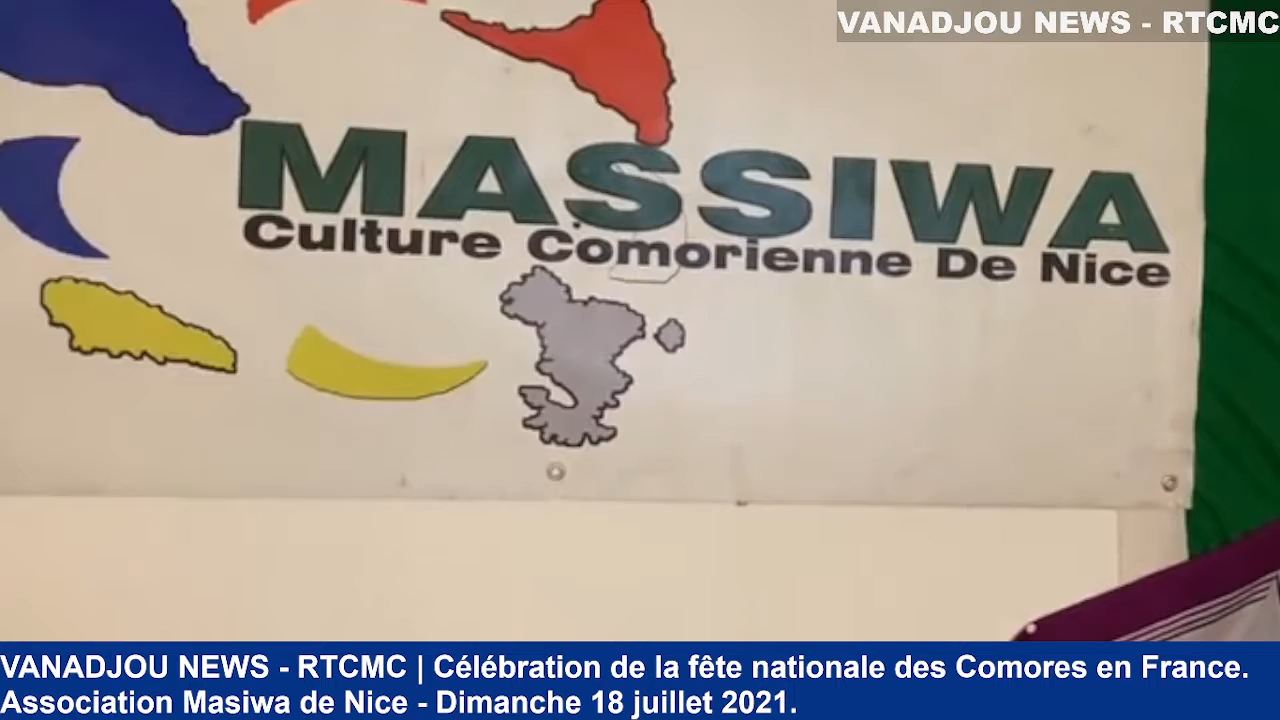 VANADJOU NEWS - RTCMC
MASSIWA
Culture Comorienne De Nice
VANADJOU NEWS - RTCMC | Célébration de la fête nationale des Comores en France.
Association Masiwa de Nice - Dimanche 18 juillet 2021.